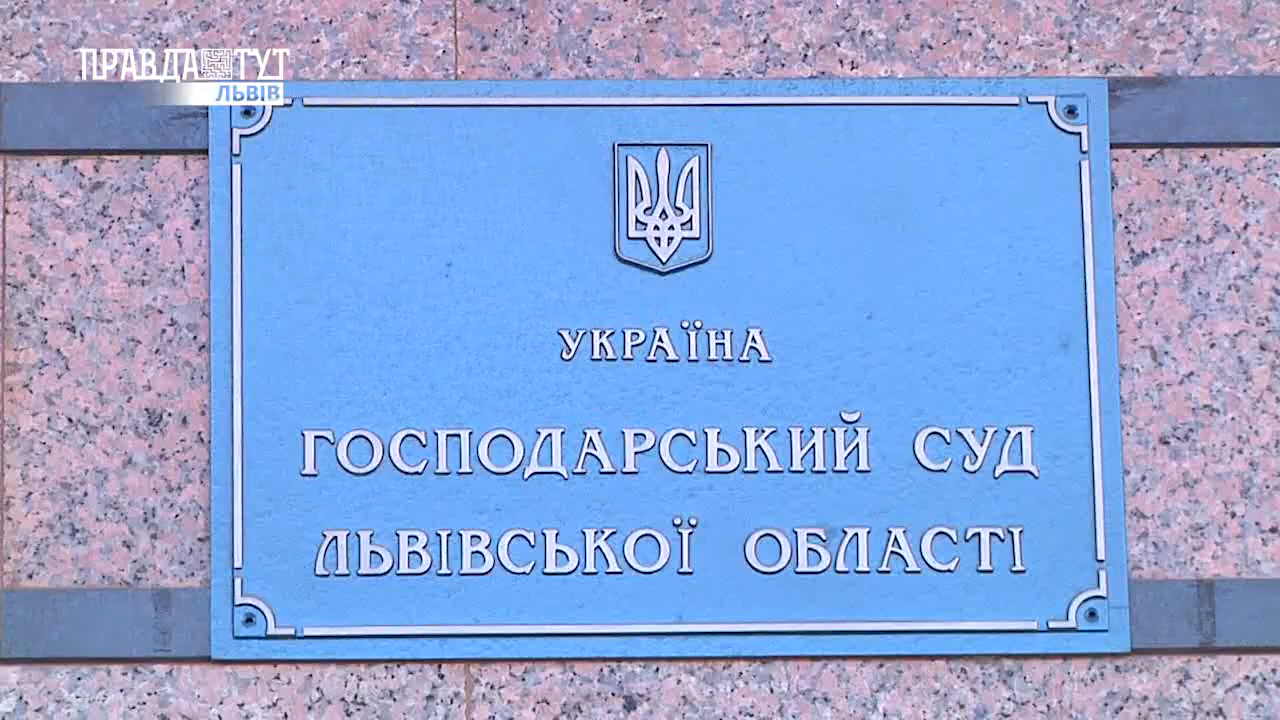 ПРАВДА ТУТ
ЛЬВІВ
УКРАЇНА
ГОСПОДАРСЬКИЙ СУД
ЛЬВІВСЬКОЇ ОБЛАСТІ